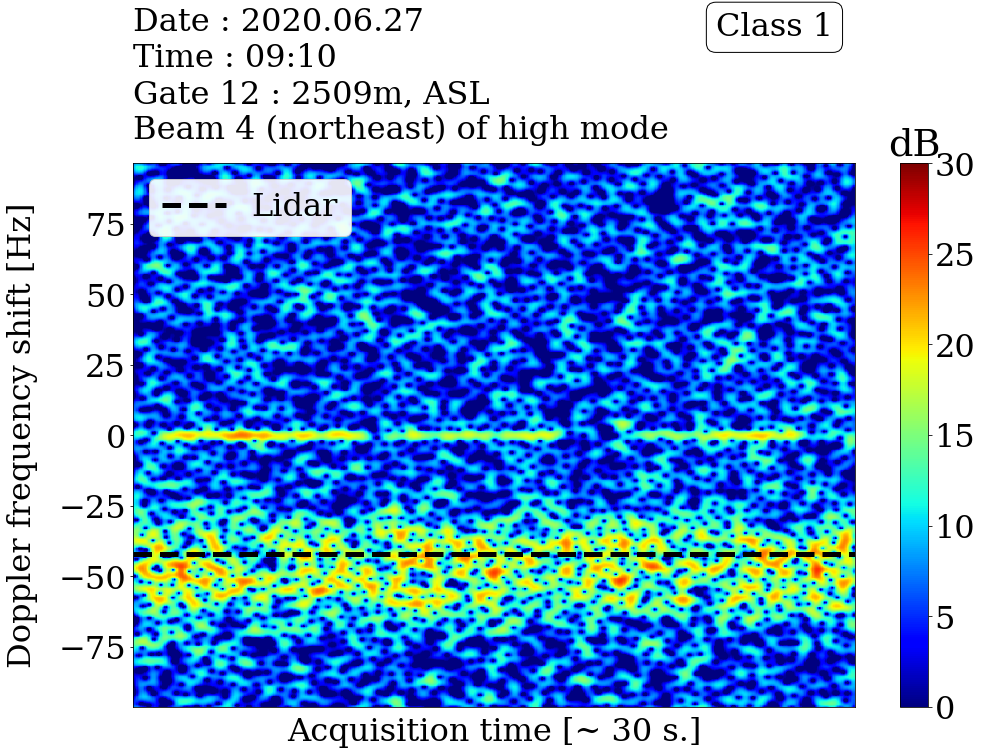 Date : 2020.06.27
Class 1
Time : 09:10
Gate 12 : 2509m, ASL
Beam 4 (northeast) of high mode
dB
Lidar
Doppler frequency shift [Hz]
75
50
25
0
−25
−50
−75
30
25
20
15
10
5
0
Acquisition time [~ 30 s.]